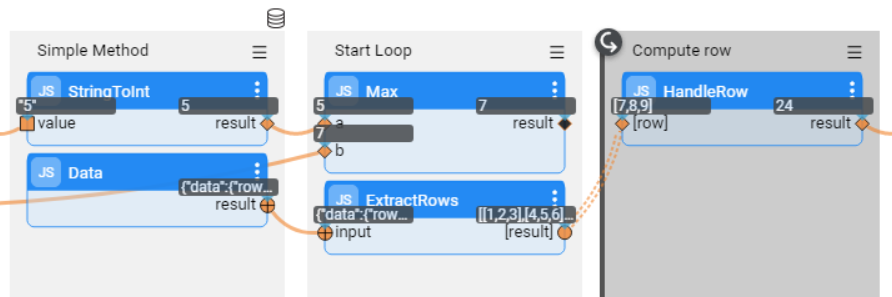 Simple Method
JS StringToInt
"5"
5
value
result
JS Data
{"data":{"row...
result
Start Loop
JS Max
5
7
a
result
7
b
JS ExtractRows
{"data":{"row...
[[1,2,3],[4,5,6]...
input
[result]
Compute row
JS HandleRow
[7,8,9]
24
[row]
result